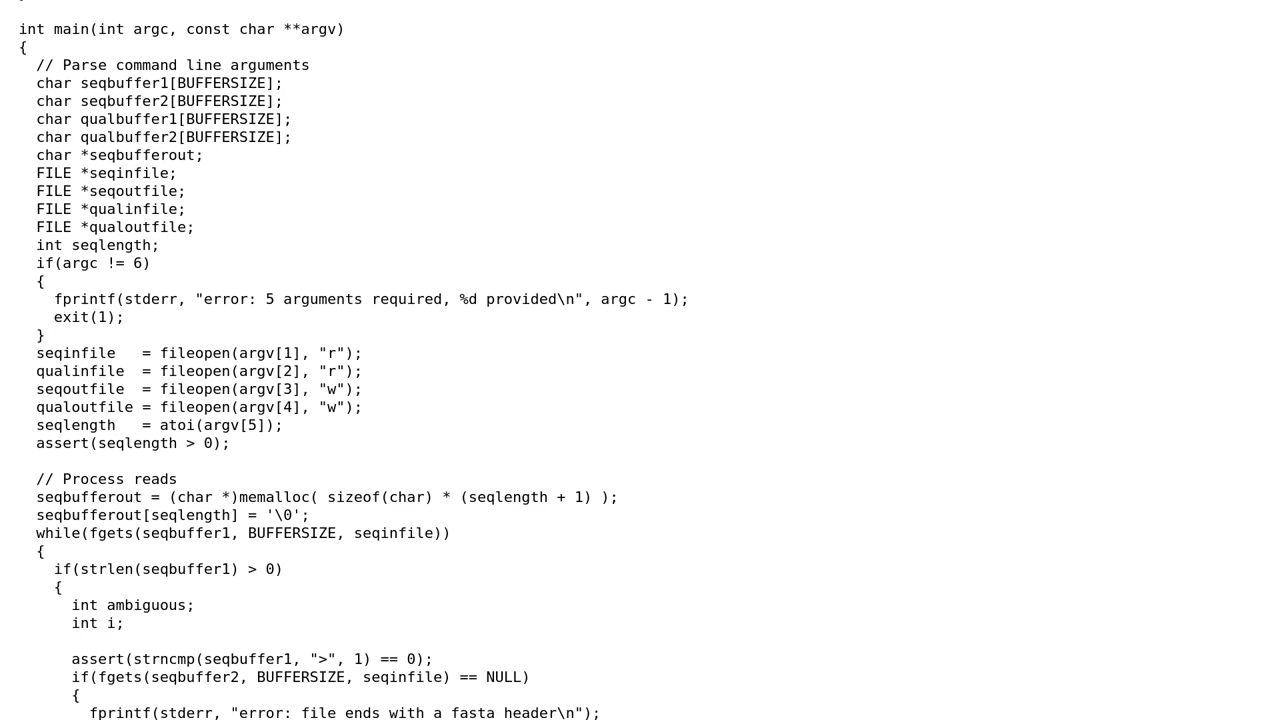 int main(int argc, const char **argv)
{
  // Parse command line arguments
  char seqbuffer1[BUFFERSIZE];
  char seqbuffer2[BUFFERSIZE];
  char qualbuffer1[BUFFERSIZE];
  char qualbuffer2[BUFFERSIZE];
  char *seqbufferout;
  FILE *seqinfile;
  FILE *seqoutfile;
  FILE *qualinfile;
  FILE *qualoutfile;
  int seqlength;
  if(argc != 6)
  {
    fprintf(stderr, "error: 5 arguments required, %d provided\n", argc - 1);
    exit(1);
  }
  seqinfile   = fileopen(argv[1], "r");
  qualinfile  = fileopen(argv[2], "r");
  seqoutfile  = fileopen(argv[3], "w");
  qualoutfile = fileopen(argv[4], "w");
  seqlength   = atoi(argv[5]);
  assert(seqlength > 0);

  // Process reads
  seqbufferout = (char *)memalloc( sizeof(char) * (seqlength + 1) );
  seqbufferout[seqlength] = '\0';
  while(fgets(seqbuffer1, BUFFERSIZE, seqinfile))
  {
    if(strlen(seqbuffer1) > 0)
    {
      int ambiguous;
      int i;

      assert(strncmp(seqbuffer1, ">", 1) == 0);
      if(fgets(seqbuffer2, BUFFERSIZE, seqinfile) == NULL)
      {
        fprintf(stderr, "error: file ends with a fasta header\n");